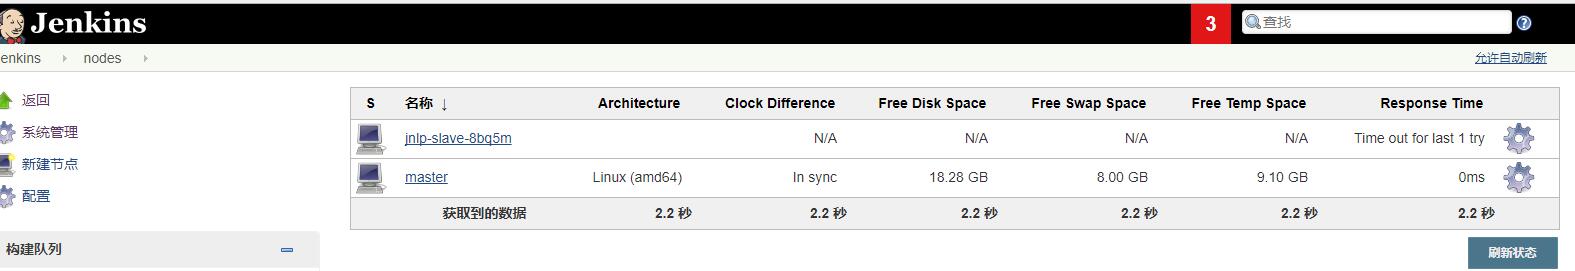 Jenkins
3
查找
enkins
nodes
允许自动刷新
返回
系统管理
新建节点
配置
构建队列
S 名称 ↓ Architecture Clock Difference Free Disk Space Free Swap Space Free Temp Space Response Time
jnlp-slave-8bq5m N/A N/A N/A N/A Time out for last 1 try
master Linux (amd64) In sync 18.28 GB 8.00 GB 9.10 GB 0ms
获取到的数据 2.2 秒 2.2 秒 2.2 秒 2.2 秒 2.2 秒 2.2 秒
刷新状态